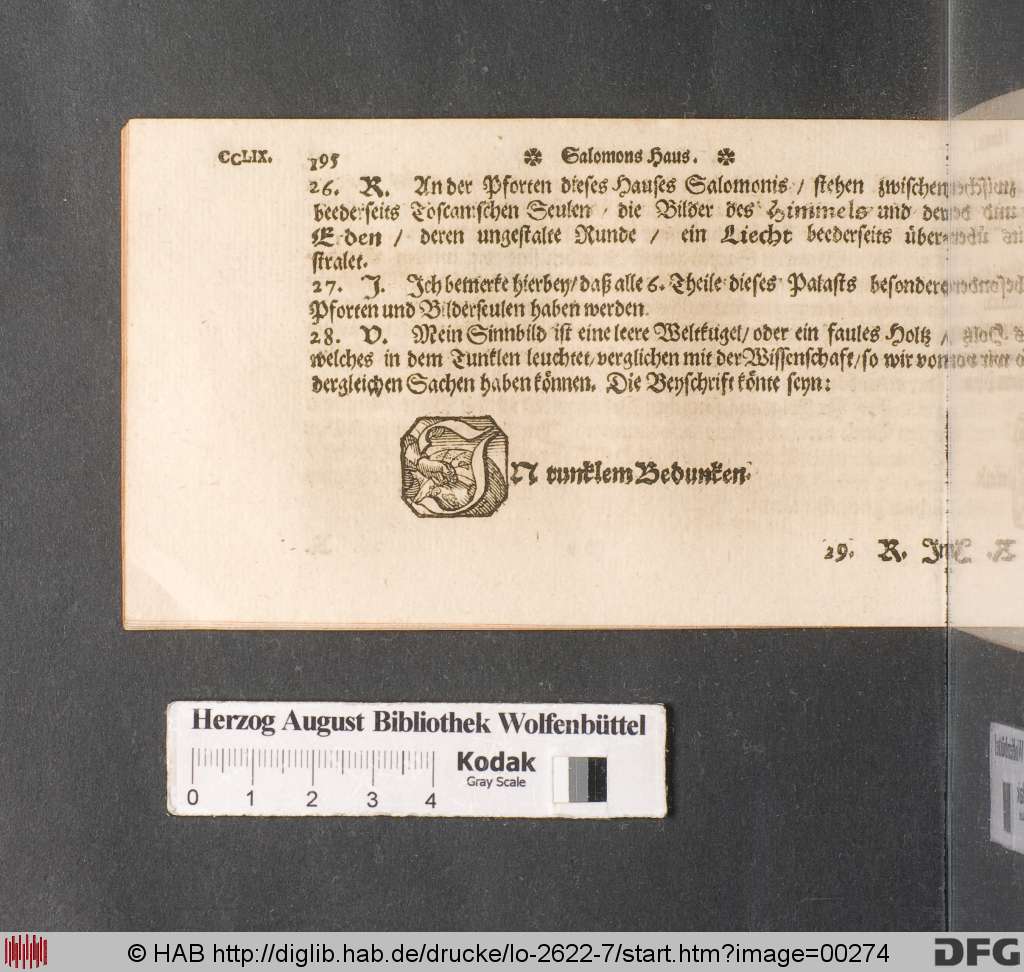 CCLIX. 195 ✼ Salomons Haus. ✼
26. R. An der Pforten dieses Hauses Salomonis / stehen zwischen
beederseits Toscanischen Seulen / die Bilder des Himmels und der
Erden / deren ungestalte Runde / ein Liecht beederseits über-
stralet.
27. J. Ich bemerke hierbey / daß alle 6. Theile dieses Palasts besondere
Pforten und Bilderseulen haben werden.
28. V. Mein Sinnbild ist eine leere Weltkugel / oder ein faules Holtz /
welches in dem Tunklen leuchtet / verglichen mit der Wissenschaft / so wir von
dergleichen Sachen haben können. Die Beyschrift könte seyn:
IN tunklem Bedunken.
29. R. Im
Herzog August Bibliothek Wolfenbüttel
Kodak
Gray Scale
0 1 2 3 4
© HAB http://diglib.hab.de/drucke/lo-2622-7/start.htm?image=00274
DFG